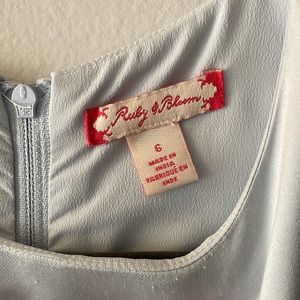 Ruby & Bloom
6
MADE IN
INDIA
FABRIQUÉ EN
INDE